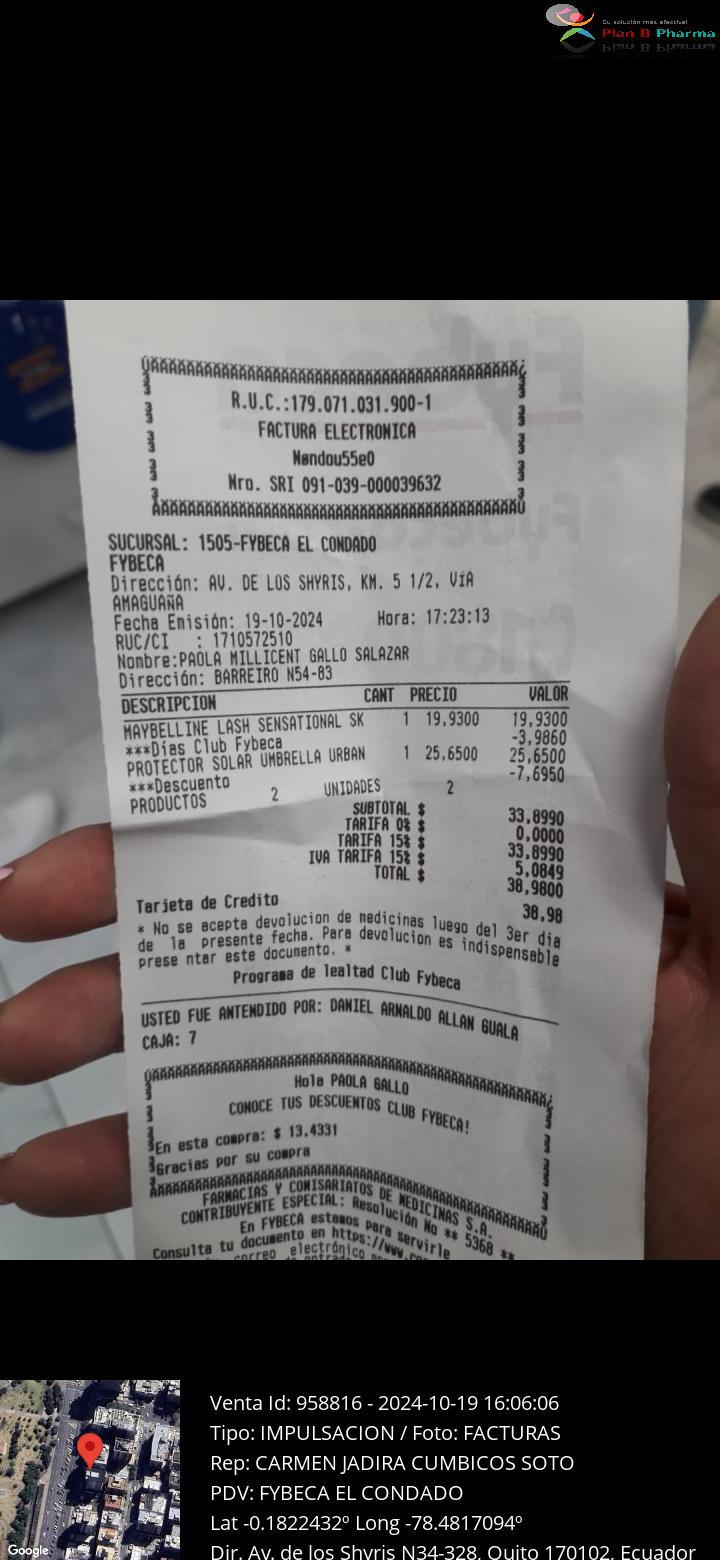 Su solución más efectiva!
Plan B Pharma
R.U.C.:179.071.031.900-1
FACTURA ELECTRONICA
Nøndou55e0
Nro. SRI 091-039-000039632
SUCURSAL: 1505-FYBECA EL CONDADO
FYBECA
Dirección: AV. DE LOS SHYRIS, KM. 5 1/2, VíA
AMAGUAÑA
Fecha Emisión: 19-10-2024 Hora: 17:23:13
RUC/CI : 1710572510
Nombre:PAOLA MILLICENT GALLO SALAZAR
Dirección: BARREIRO N54-83
DESCRIPCION CANT PRECIO VALOR
MAYBELLINE LASH SENSATIONAL SK 1 19,9300 19,9300
***Días Club Fybeca -3,9860
PROTECTOR SOLAR UMBRELLA URBAN 1 25,6500 25,6500
***Descuento -7,6950
PRODUCTOS 2 UNIDADES 2
SUBTOTAL $ 33,8990
TARIFA 0% $ 0,0000
TARIFA 15% $ 33,8990
IVA TARIFA 15% $ 5,0849
TOTAL $ 38,9800
Tarjeta de Credito 38,98
* No se acepta devolucion de medicinas luego del 3er dia
de la presente fecha. Para devolucion es indispensable
prese ntar este documento. *
Programa de lealtad Club Fybeca
USTED FUE ANTENDIDO POR: DANIEL ARNALDO ALLAN GUALA
CAJA: 7
Hola PAOLA GALLO
CONOCE TUS DESCUENTOS CLUB FYBECA!
En esta compra: $ 13,4331
Gracias por su compra
FARMACIAS Y COMISARIATOS DE MEDICINAS S.A.
CONTRIBUYENTE ESPECIAL: Resolución No ** 5368 **
En FYBECA estamos para servirle
Consulta tu documento en https://www.
correo electrónico
Google
Venta Id: 958816 - 2024-10-19 16:06:06
Tipo: IMPULSACION / Foto: FACTURAS
Rep: CARMEN JADIRA CUMBICOS SOTO
PDV: FYBECA EL CONDADO
Lat -0.1822432º Long -78.4817094º
Dir. Av. de los Shyris N34-328, Quito 170102, Ecuador